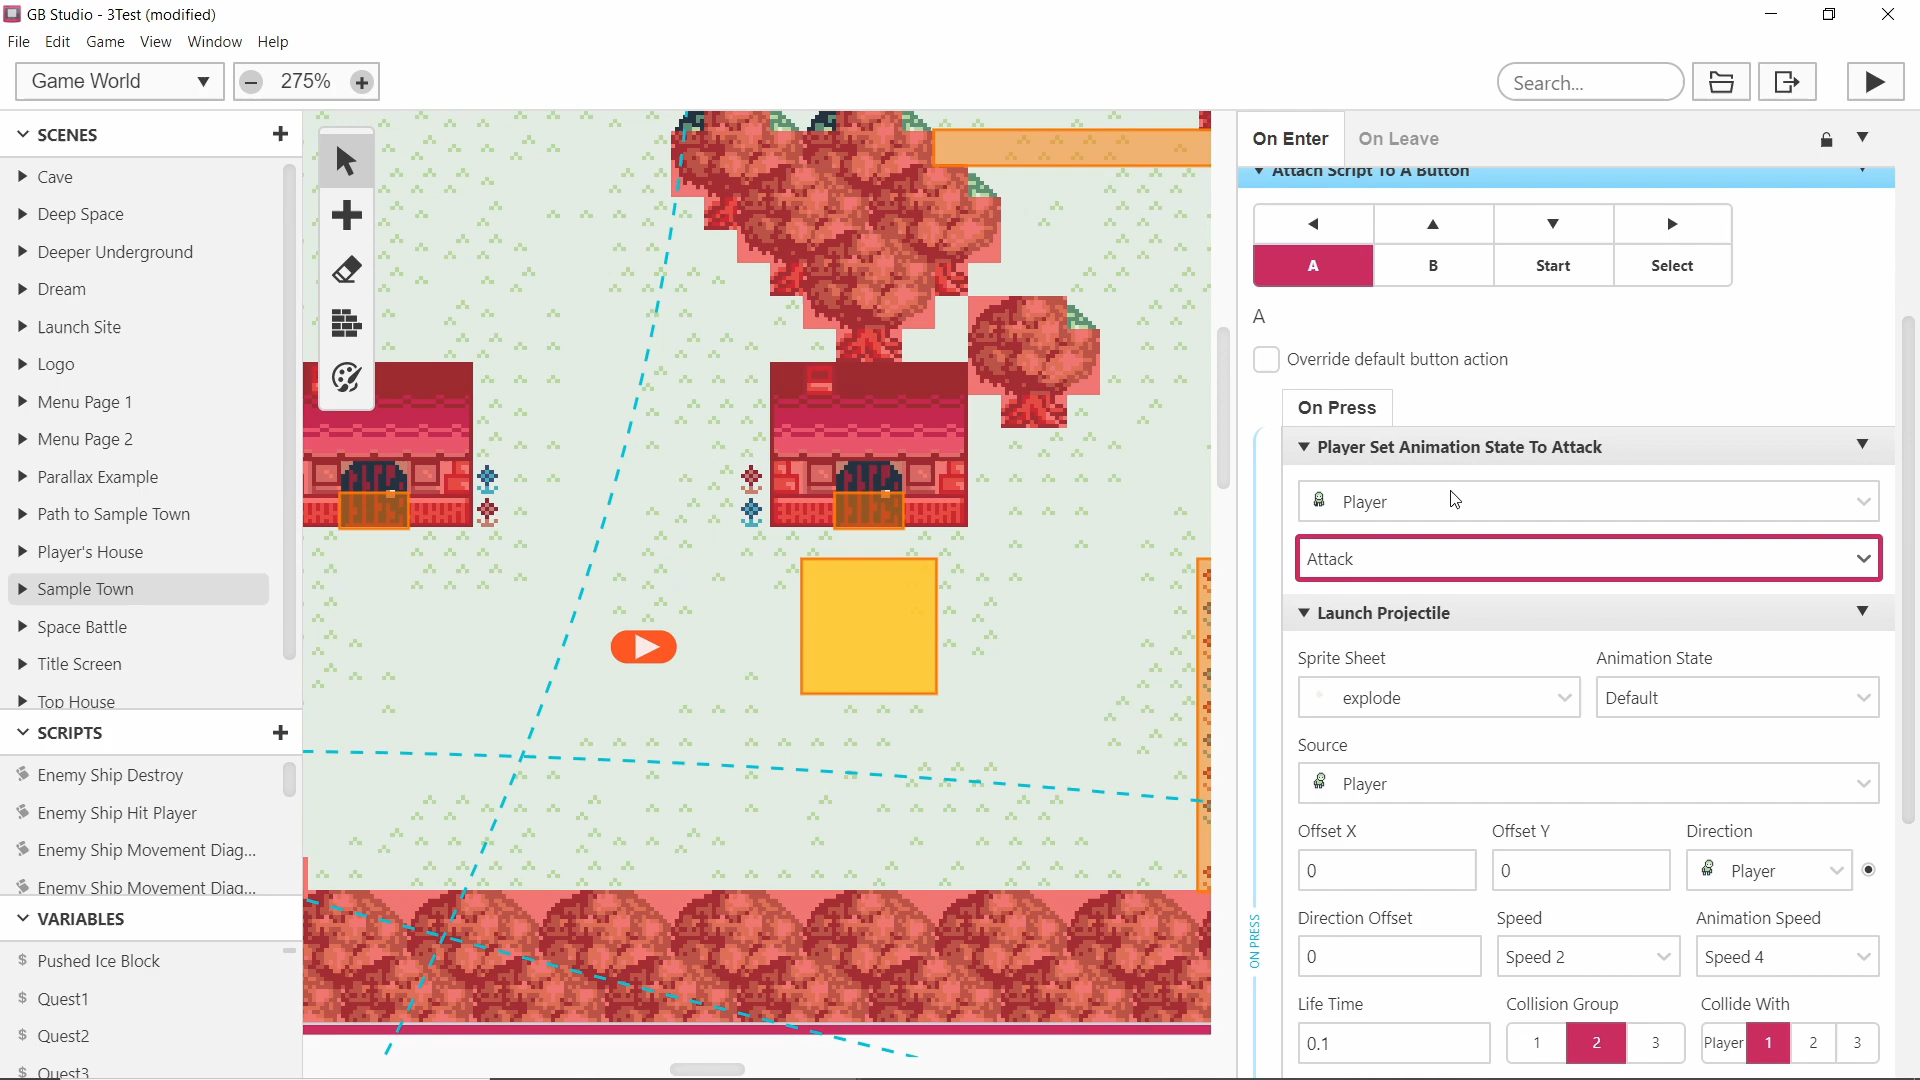 GB Studio - 3Test (modified)
File Edit Game View Window Help
Game World
275%
Search...
SCENES
Cave
Deep Space
Deeper Underground
Dream
Launch Site
Logo
Menu Page 1
Menu Page 2
Parallax Example
Path to Sample Town
Player's House
Sample Town
Space Battle
Title Screen
Top House
SCRIPTS
Enemy Ship Destroy
Enemy Ship Hit Player
Enemy Ship Movement Diag...
Enemy Ship Movement Diag...
VARIABLES
$ Pushed Ice Block
$ Quest1
$ Quest2
$ Quest3
On Enter On Leave
Attach Script To A Button
A B Start Select
A
Override default button action
On Press
Player Set Animation State To Attack
Player
Attack
Launch Projectile
Sprite Sheet Animation State
explode Default
Source
Player
Offset X Offset Y Direction
0 0 Player
Direction Offset Speed Animation Speed
0 Speed 2 Speed 4
Life Time Collision Group Collide With
0.1 1 2 3 Player 1 2 3
ON PRESS